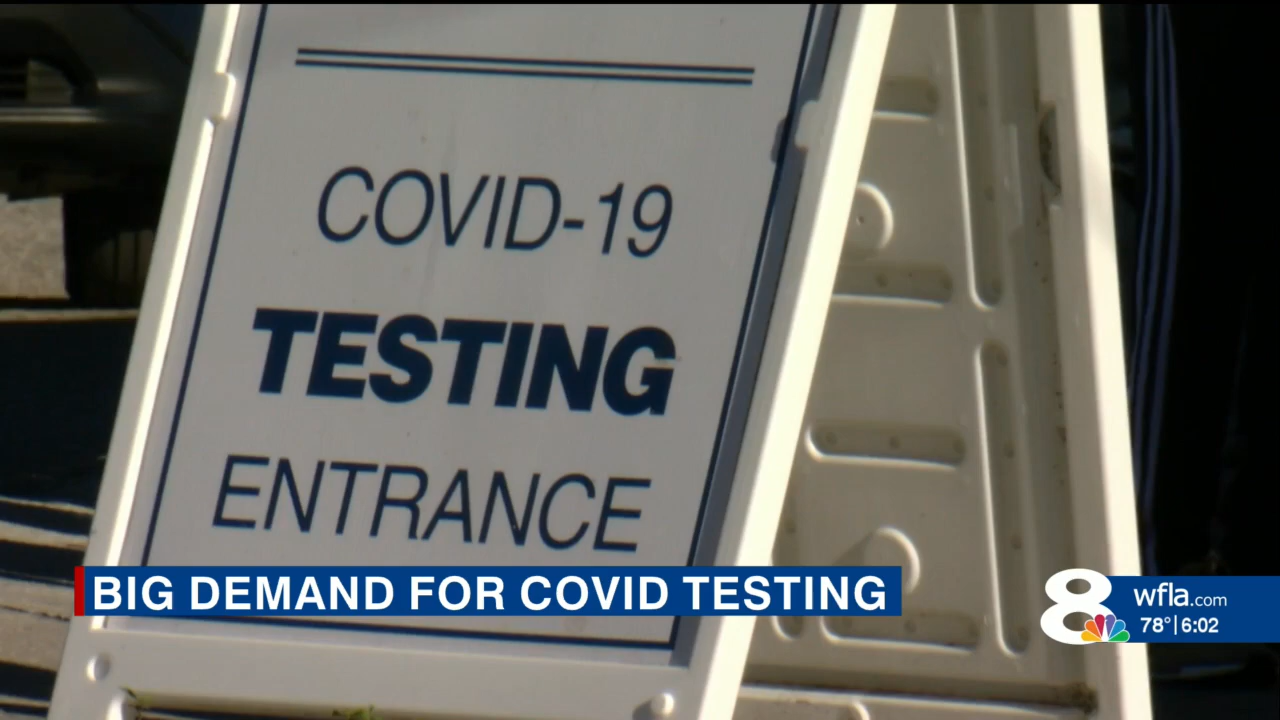 COVID-19
TESTING
ENTRANCE
BIG DEMAND FOR COVID TESTING
8
wfla.com
78° | 6:02